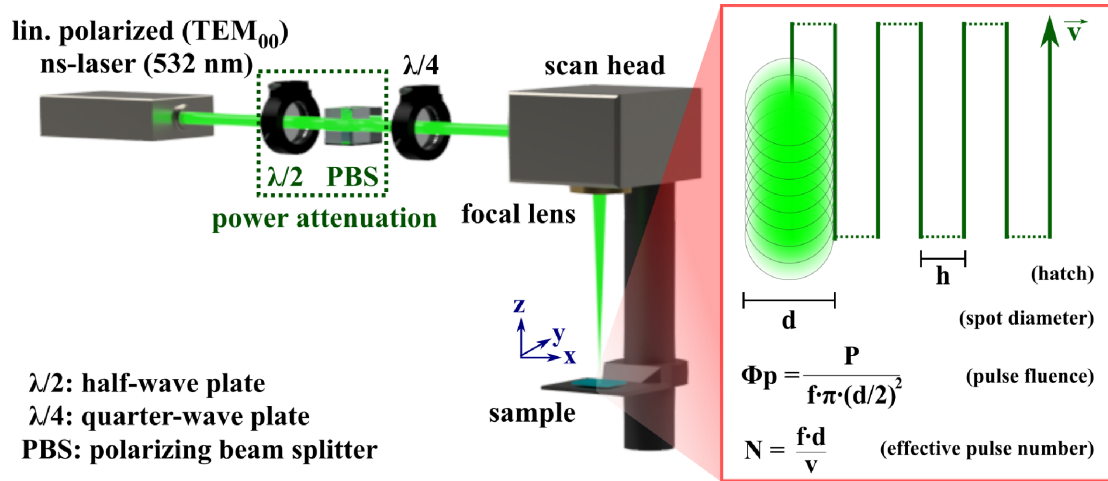 lin. polarized (TEM₀₀)
ns-laser (532 nm)
λ/4
scan head
λ/2 PBS
power attenuation
focal lens
z
y
x
sample
λ/2: half-wave plate
λ/4: quarter-wave plate
PBS: polarizing beam splitter
v⃗
h
(hatch)
d
(spot diameter)
Φp = P / f·π·(d/2)² (pulse fluence)
N = f·d / v (effective pulse number)